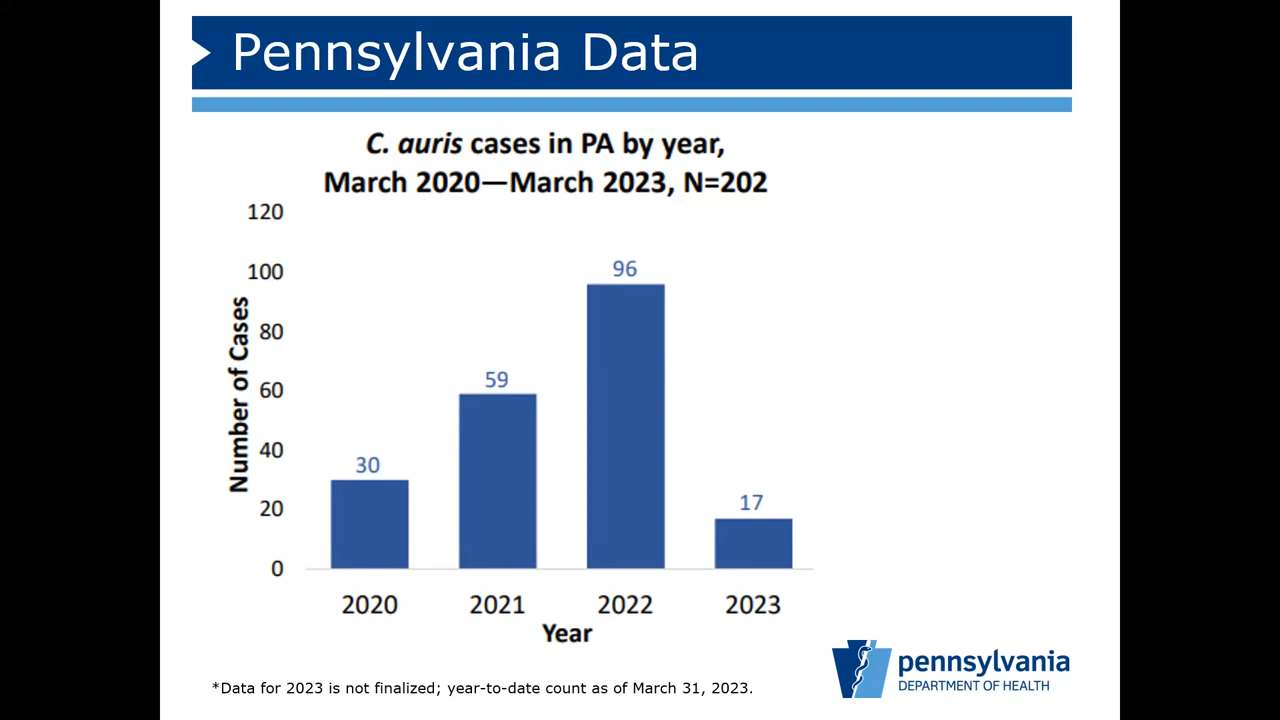 Pennsylvania Data
C. auris cases in PA by year,
March 2020—March 2023, N=202
120
100
80
60
40
20
0
Number of Cases
30
59
96
17
2020
2021
2022
2023
Year
*Data for 2023 is not finalized; year-to-date count as of March 31, 2023.
pennsylvania
DEPARTMENT OF HEALTH